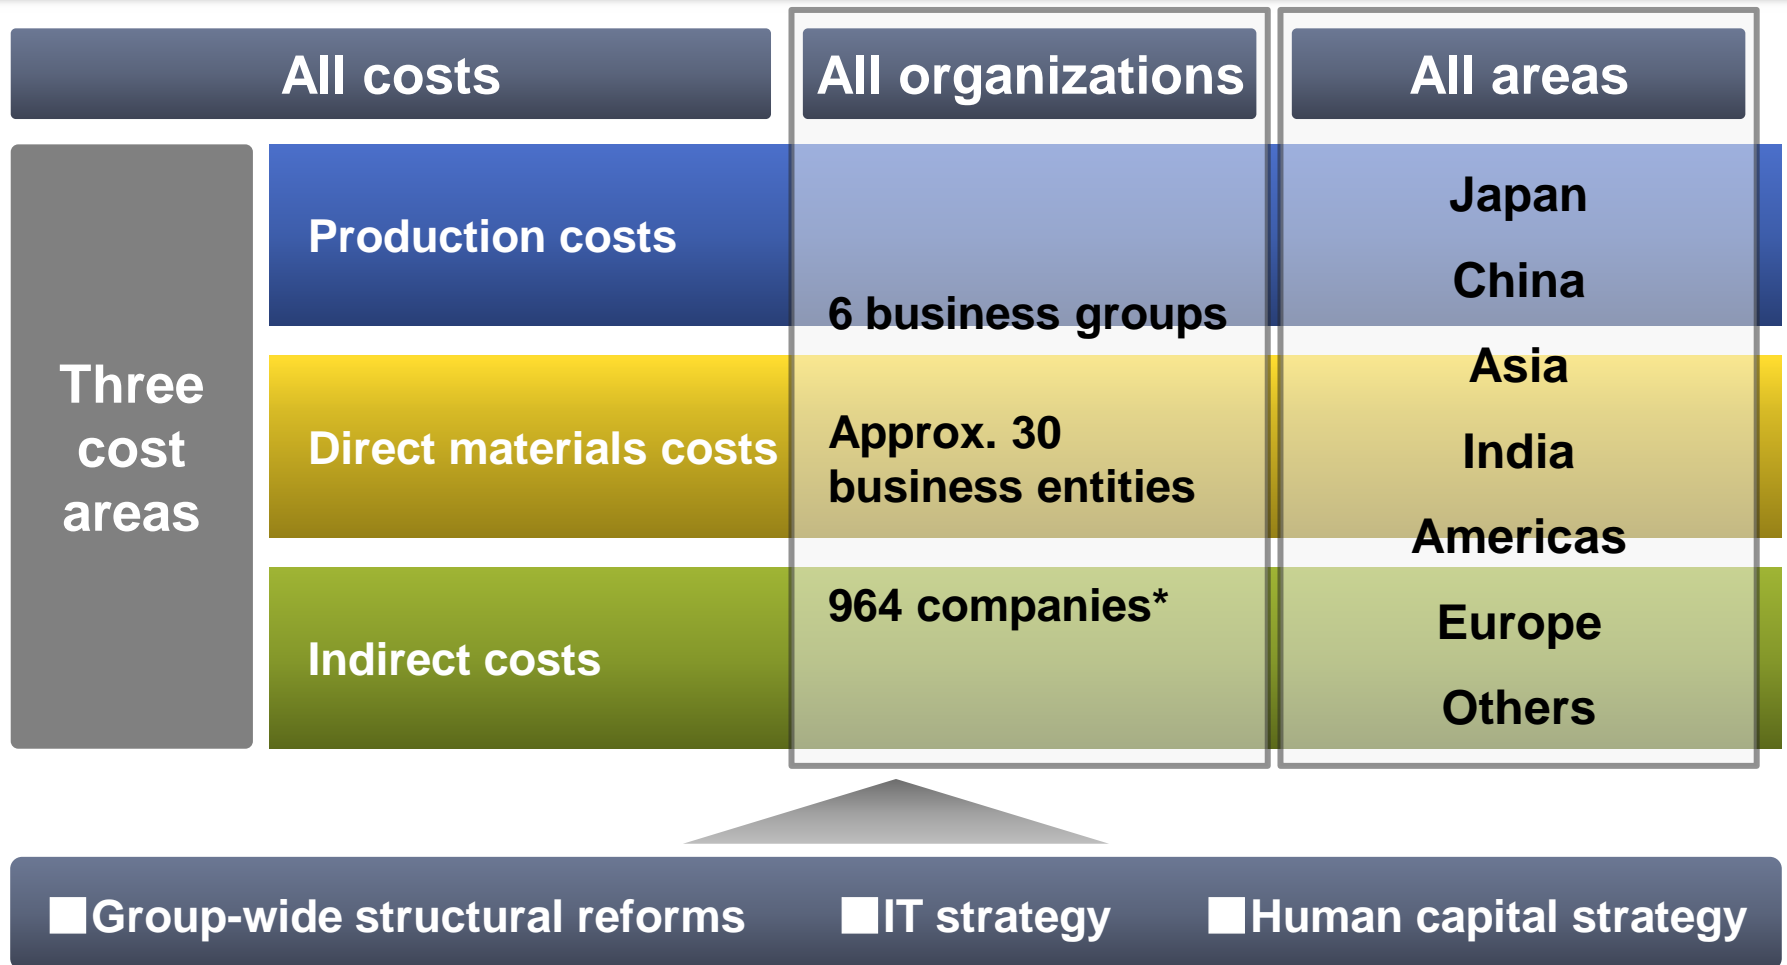 All costs
All organizations
All areas
Three
cost
areas
Production costs
Direct materials costs
Indirect costs
6 business groups
Approx. 30
business entities
964 companies*
Japan
China
Asia
India
Americas
Europe
Others
■Group-wide structural reforms ■IT strategy ■Human capital strategy